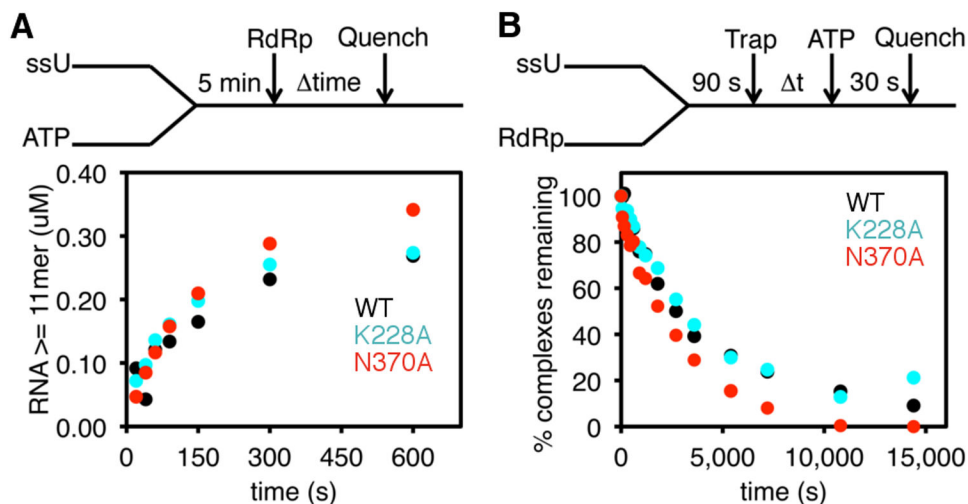 A
RdRp Quench
ssU
5 min Δtime
ATP
RNA >= 11mer (uM)
0.40
0.30
0.20
0.10
0.00
WT
K228A
N370A
0 150 300 450 600
time (s)
B
Trap ATP Quench
ssU
90 s Δt 30 s
RdRp
% complexes remaining
100
80
60
40
20
0
WT
K228A
N370A
0 5,000 10,000 15,000
time (s)